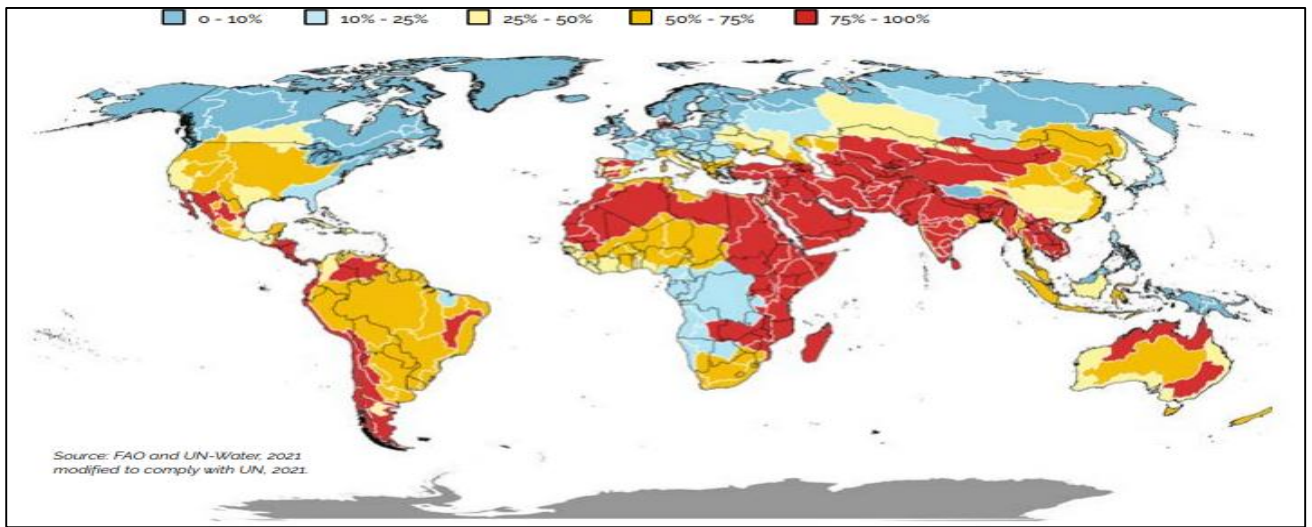 0 - 10% 10% - 25% 25% - 50% 50% - 75% 75% - 100%
Source: FAO and UN-Water, 2021
modified to comply with UN, 2021.